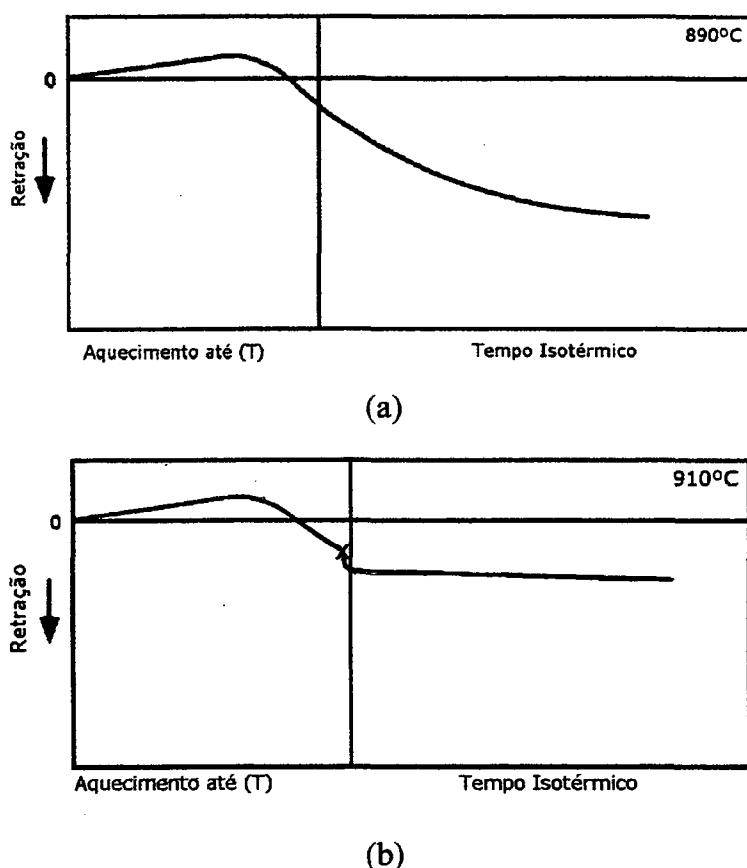 890ºC
0
Retração
Aquecimento até (T) Tempo Isotérmico
(a)
910ºC
0
Retração
Aquecimento até (T) Tempo Isotérmico
(b)